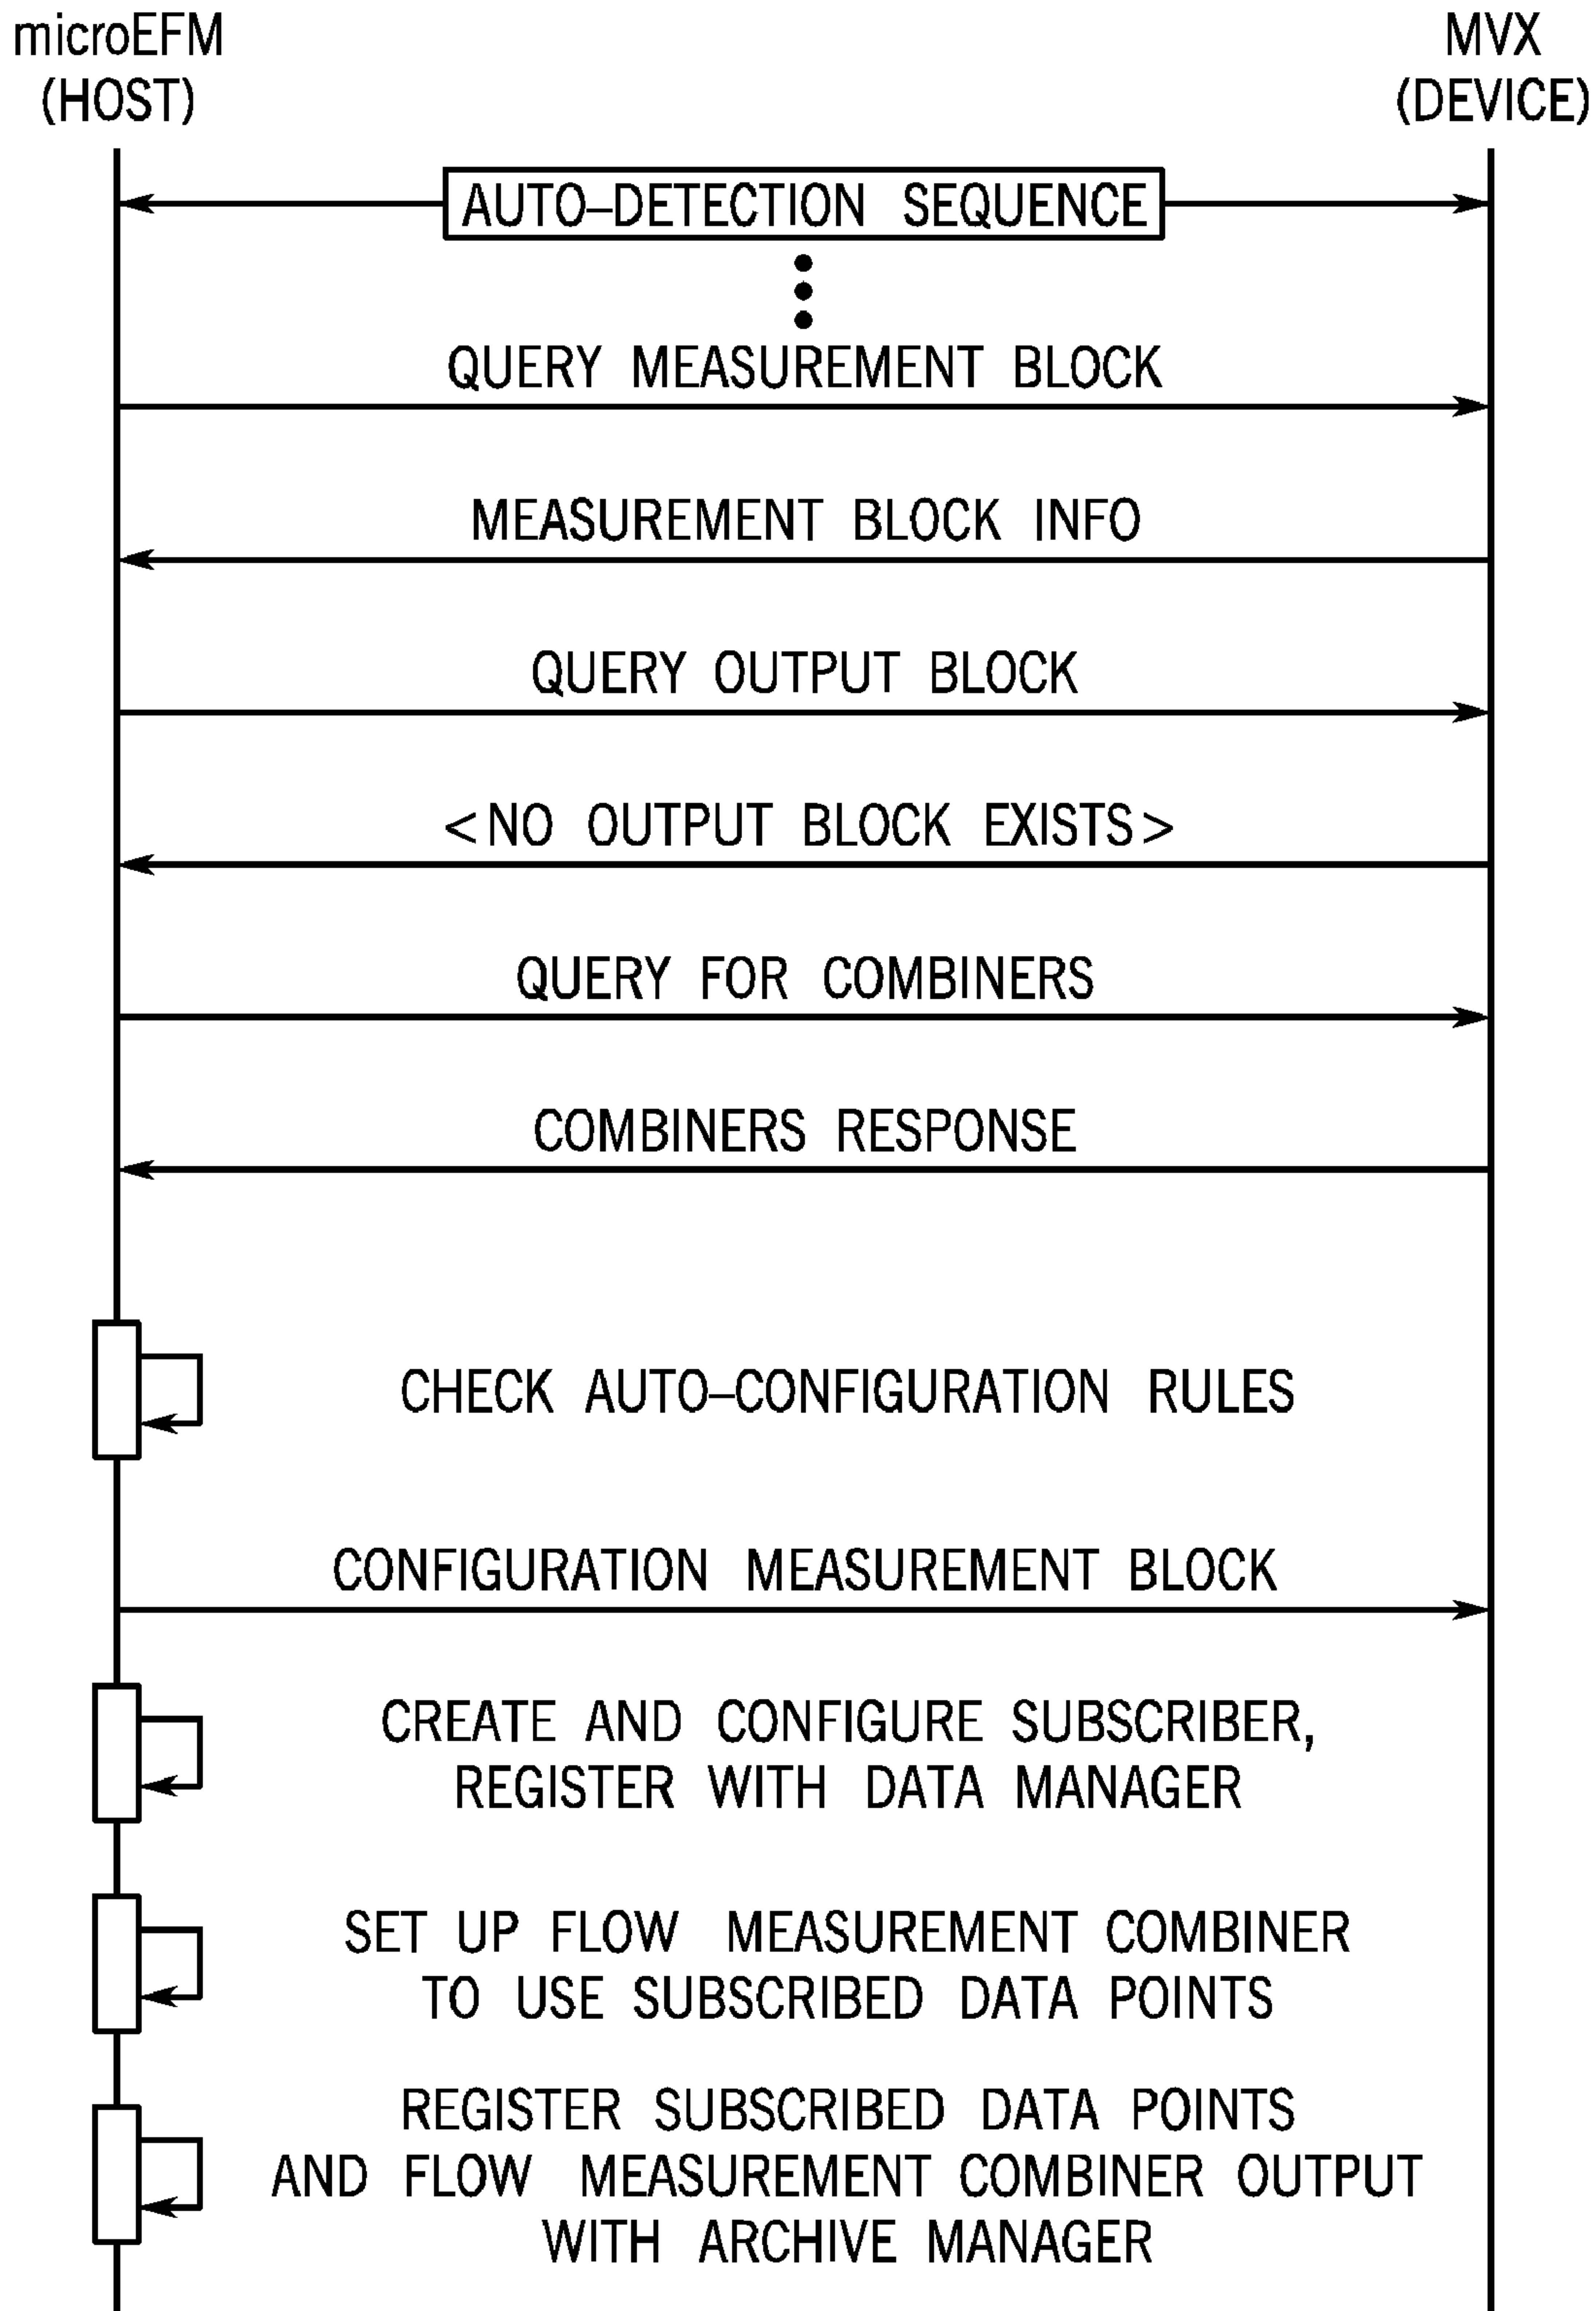 microEFM
(HOST)
MVX
(DEVICE)
AUTO–DETECTION SEQUENCE
QUERY MEASUREMENT BLOCK
MEASUREMENT BLOCK INFO
QUERY OUTPUT BLOCK
<NO OUTPUT BLOCK EXISTS>
QUERY FOR COMBINERS
COMBINERS RESPONSE
CHECK AUTO–CONFIGURATION RULES
CONFIGURATION MEASUREMENT BLOCK
CREATE AND CONFIGURE SUBSCRIBER,
REGISTER WITH DATA MANAGER
SET UP FLOW MEASUREMENT COMBINER
TO USE SUBSCRIBED DATA POINTS
REGISTER SUBSCRIBED DATA POINTS
AND FLOW MEASUREMENT COMBINER OUTPUT
WITH ARCHIVE MANAGER